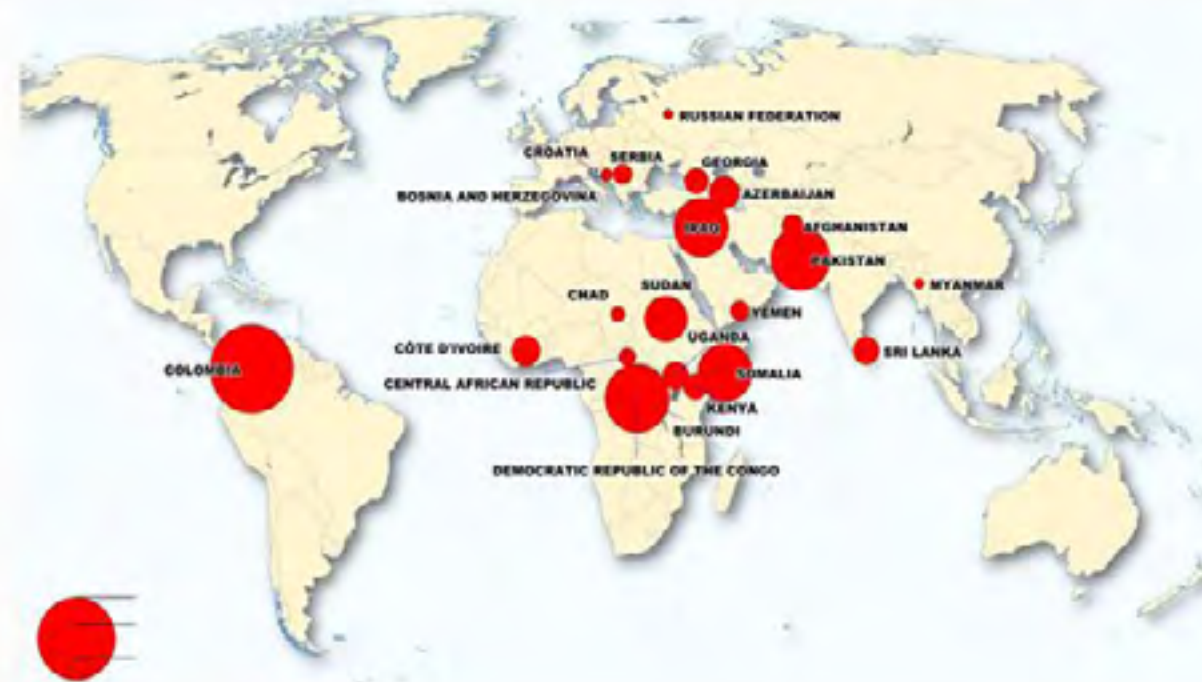 RUSSIAN FEDERATION
CROATIA
SERBIA
GEORGIA
BOSNIA AND HERZEGOVINA
AZERBAIJAN
IRAQ
AFGHANISTAN
PAKISTAN
SUDAN
CHAD
MYANMAR
YEMEN
UGANDA
CÔTE D'IVOIRE
SRI LANKA
COLOMBIA
SOMALIA
CENTRAL AFRICAN REPUBLIC
KENYA
BURUNDI
DEMOCRATIC REPUBLIC OF THE CONGO